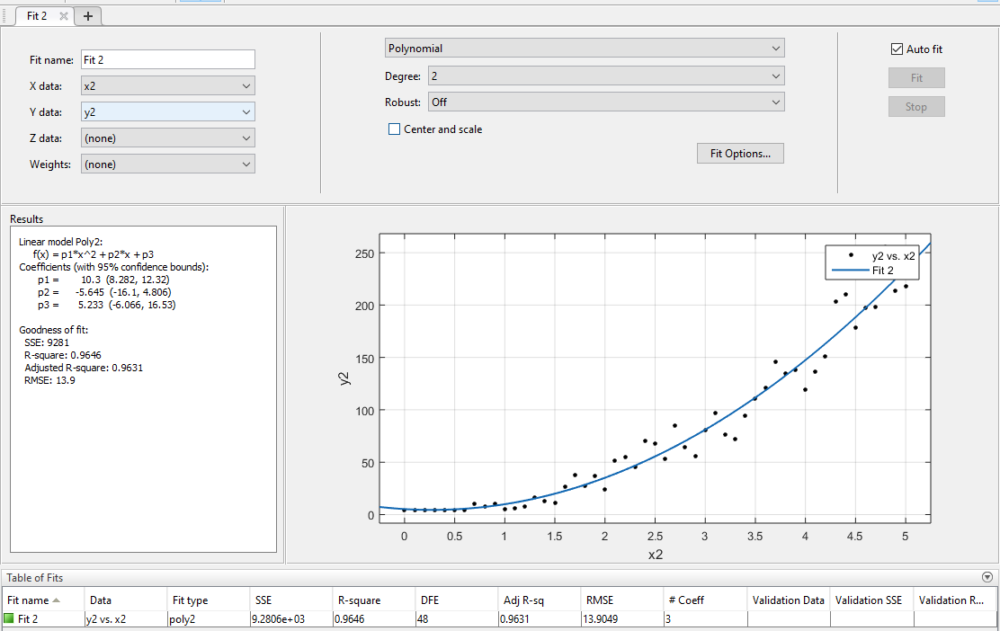 Fit 2
+
Fit name: Fit 2
X data: x2
Y data: y2
Z data: (none)
Weights: (none)
Polynomial
Degree: 2
Robust: Off
Center and scale
Fit Options...
Auto fit
Fit
Stop
Results
Linear model Poly2:
f(x) = p1*x^2 + p2*x + p3
Coefficients (with 95% confidence bounds):
p1 = 10.3 (8.282, 12.32)
p2 = -5.645 (-16.1, 4.806)
p3 = 5.233 (-6.066, 16.53)
Goodness of fit:
SSE: 9281
R-square: 0.9646
Adjusted R-square: 0.9631
RMSE: 13.9
y2 vs. x2
Fit 2
250
200
150
100
50
0
y2
0 0.5 1 1.5 2 2.5 3 3.5 4 4.5 5
x2
Table of Fits
Fit name Data Fit type SSE R-square DFE Adj R-sq RMSE # Coeff Validation Data Validation SSE Validation R...
Fit 2 y2 vs. x2 poly2 9.2806e+03 0.9646 48 0.9631 13.9049 3